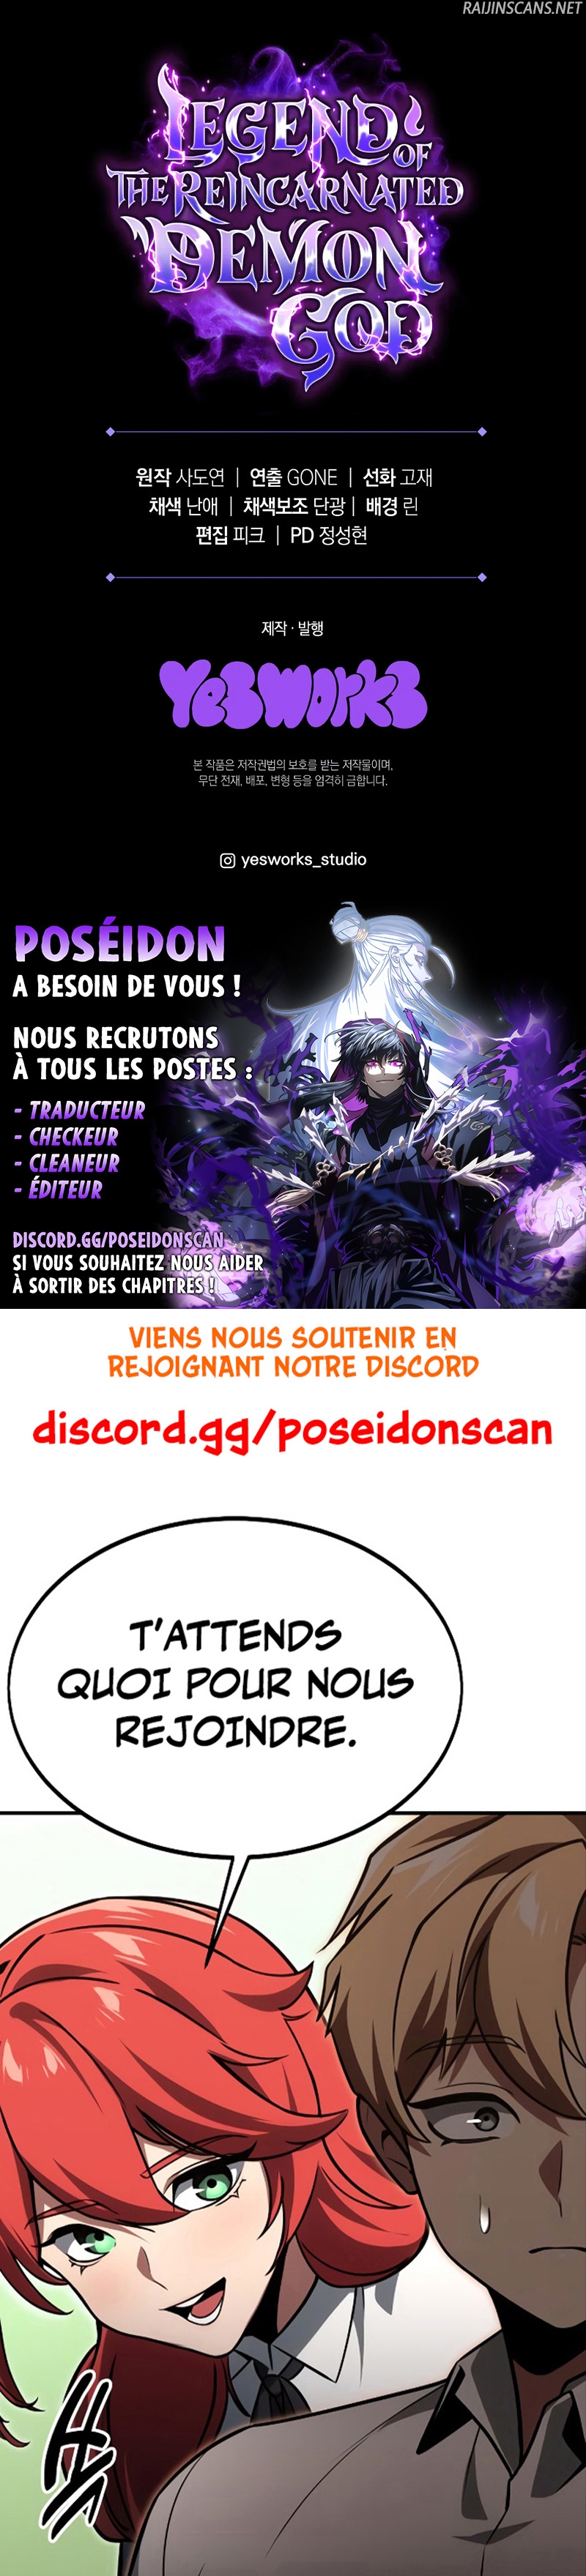 RAIJINSCANS.NET
LEGEND OF
THE REINCARNATED
DEMON
GOD
원작 사도연 | 연출 GONE | 선화 고재
채색 난애 | 채색보조 단광 | 배경 린
편집 피크 | PD 정성현
제작 · 발행
YesWorks
본 작품은 저작권법의 보호를 받는 저작물이며,
무단 전재, 배포, 변형 등을 엄격히 금합니다.
yesworks_studio
POSÉIDON
A BESOIN DE VOUS !
NOUS RECRUTONS
À TOUS LES POSTES :
- TRADUCTEUR
- CHECKEUR
- CLEANEUR
- ÉDITEUR
DISCORD.GG/POSEIDONSCAN
SI VOUS SOUHAITEZ NOUS AIDER
À SORTIR DES CHAPITRES !
VIENS NOUS SOUTENIR EN
REJOIGNANT NOTRE DISCORD
discord.gg/poseidonscan
T'ATTENDS
QUOI POUR NOUS
REJOINDRE.